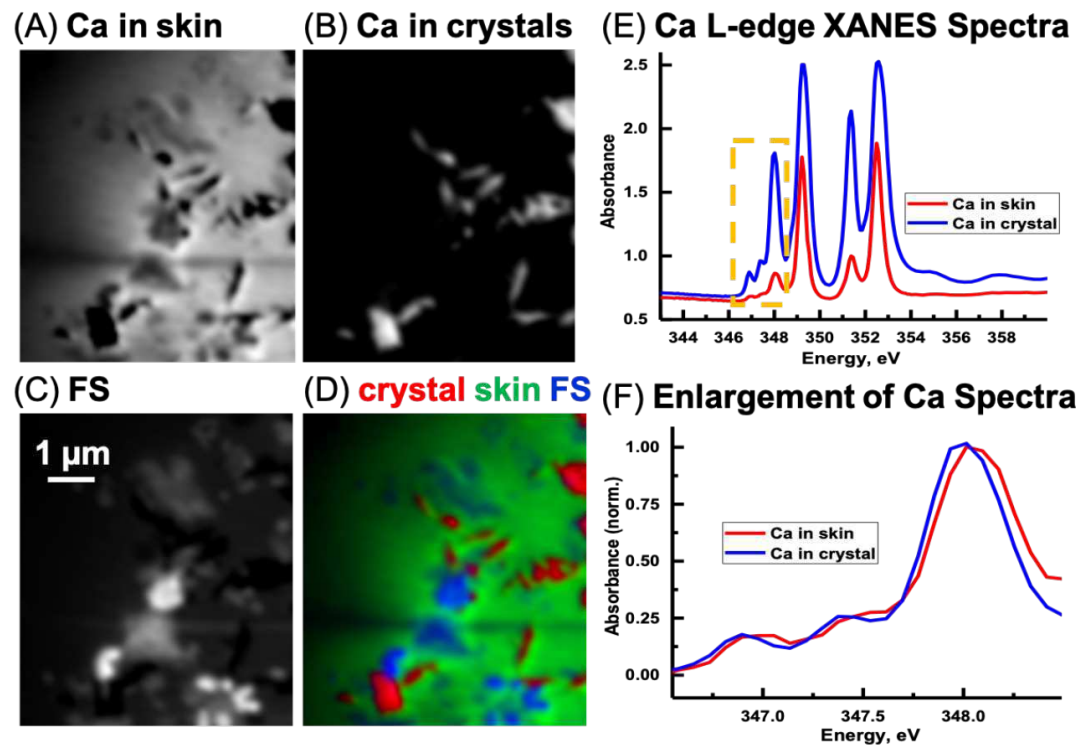 (A) Ca in skin
(B) Ca in crystals
(C) FS
1 µm
(D) crystal skin FS
(E) Ca L-edge XANES Spectra
2.5
2.0
1.5
1.0
0.5
Absorbance
Ca in skin
Ca in crystal
344 346 348 350 352 354 356 358
Energy, eV
(F) Enlargement of Ca Spectra
1.00
0.75
0.50
0.25
0.00
Absorbance (norm.)
Ca in skin
Ca in crystal
347.0 347.5 348.0
Energy, eV